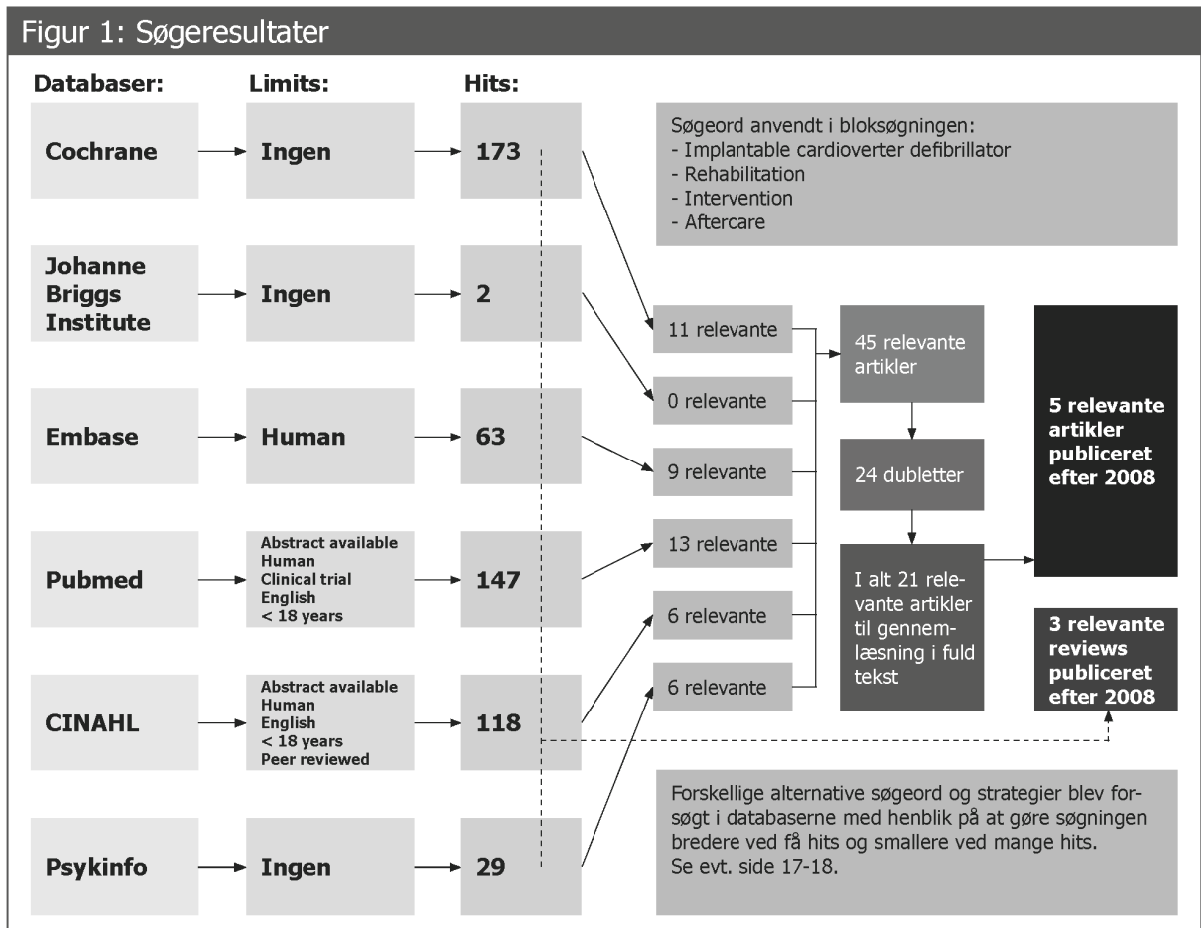 Figur 1: Søgeresultater
Databaser:
Limits:
Hits:
Cochrane
Ingen
173
Johanne
Briggs
Institute
Ingen
2
Embase
Human
63
Pubmed
Abstract available
Human
Clinical trial
English
< 18 years
147
CINAHL
Abstract available
Human
English
< 18 years
Peer reviewed
118
Psykinfo
Ingen
29
Søgeord anvendt i bloksøgningen:
- Implantable cardioverter defibrillator
- Rehabilitation
- Intervention
- Aftercare
11 relevante
0 relevante
9 relevante
13 relevante
6 relevante
6 relevante
45 relevante
artikler
24 dubletter
I alt 21 rele-
vante artikler
til gennem-
læsning i fuld
tekst
5 relevante
artikler
publiceret
efter 2008
3 relevante
reviews
publiceret
efter 2008
Forskellige alternative søgeord og strategier blev for-
søgt i databaserne med henblik på at gøre søgningen
bredere ved få hits og smallere ved mange hits.
Se evt. side 17-18.